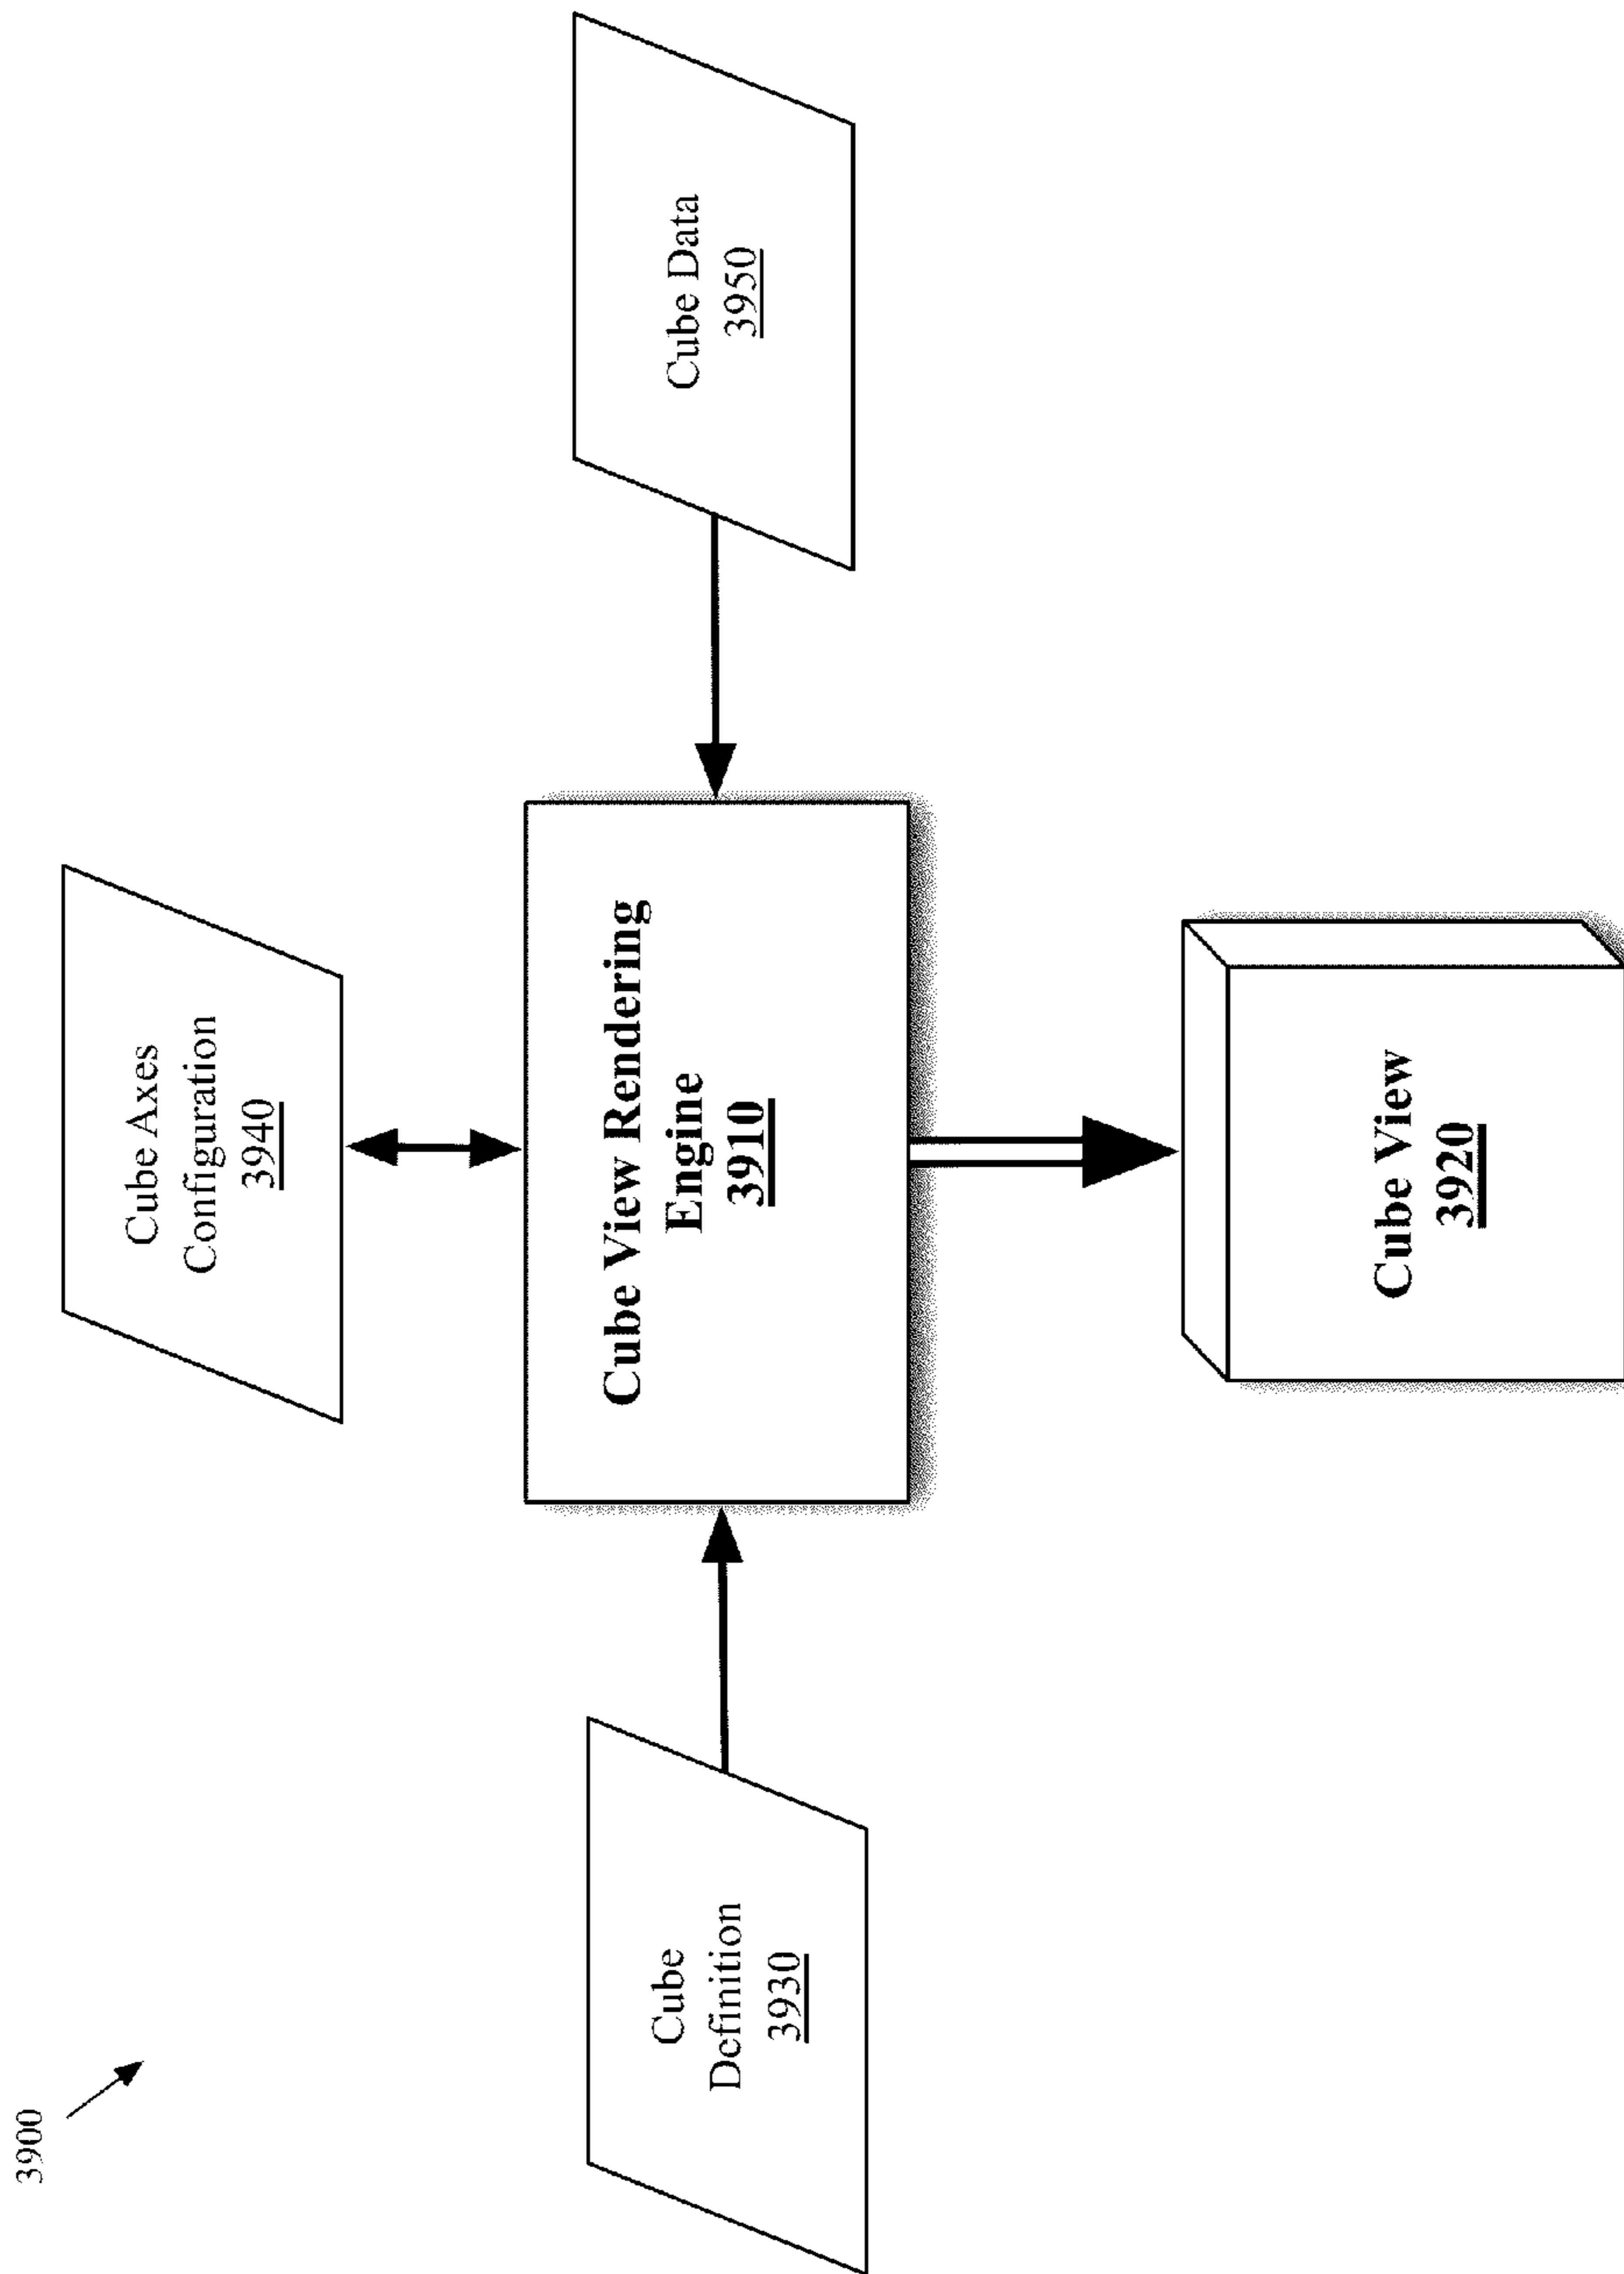 3900
Cube Axes
Configuration
3940
Cube
Definition
3930
Cube View Rendering
Engine
3910
Cube Data
3950
Cube View
3920